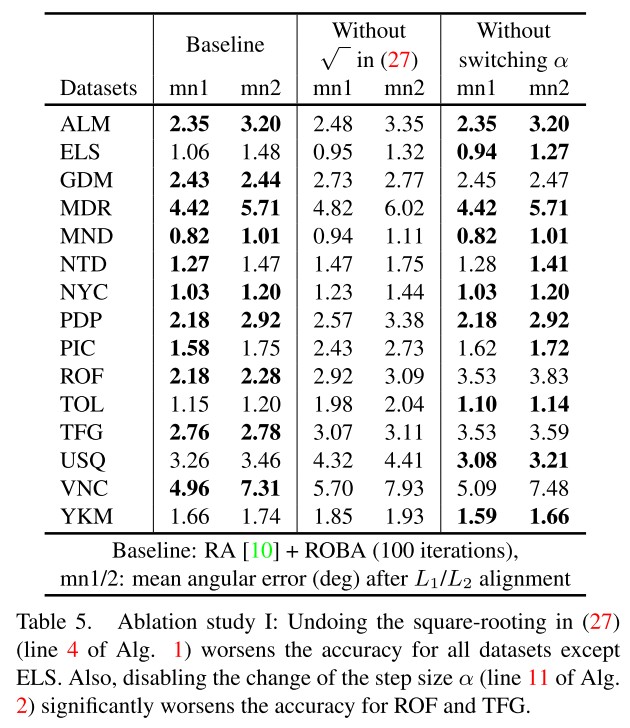 Baseline Without √ in (27) Without switching α
Datasets mn1 mn2 mn1 mn2 mn1 mn2
ALM 2.35 3.20 2.48 3.35 2.35 3.20
ELS 1.06 1.48 0.95 1.32 0.94 1.27
GDM 2.43 2.44 2.73 2.77 2.45 2.47
MDR 4.42 5.71 4.82 6.02 4.42 5.71
MND 0.82 1.01 0.94 1.11 0.82 1.01
NTD 1.27 1.47 1.47 1.75 1.28 1.41
NYC 1.03 1.20 1.23 1.44 1.03 1.20
PDP 2.18 2.92 2.57 3.38 2.18 2.92
PIC 1.58 1.75 2.43 2.73 1.62 1.72
ROF 2.18 2.28 2.92 3.09 3.53 3.83
TOL 1.15 1.20 1.98 2.04 1.10 1.14
TFG 2.76 2.78 3.07 3.11 3.53 3.59
USQ 3.26 3.46 4.32 4.41 3.08 3.21
VNC 4.96 7.31 5.70 7.93 5.09 7.48
YKM 1.66 1.74 1.85 1.93 1.59 1.66
Baseline: RA [10] + ROBA (100 iterations),
mn1/2: mean angular error (deg) after L1/L2 alignment
Table 5. Ablation study I: Undoing the square-rooting in (27)
(line 4 of Alg. 1) worsens the accuracy for all datasets except
ELS. Also, disabling the change of the step size α (line 11 of Alg.
2) significantly worsens the accuracy for ROF and TFG.